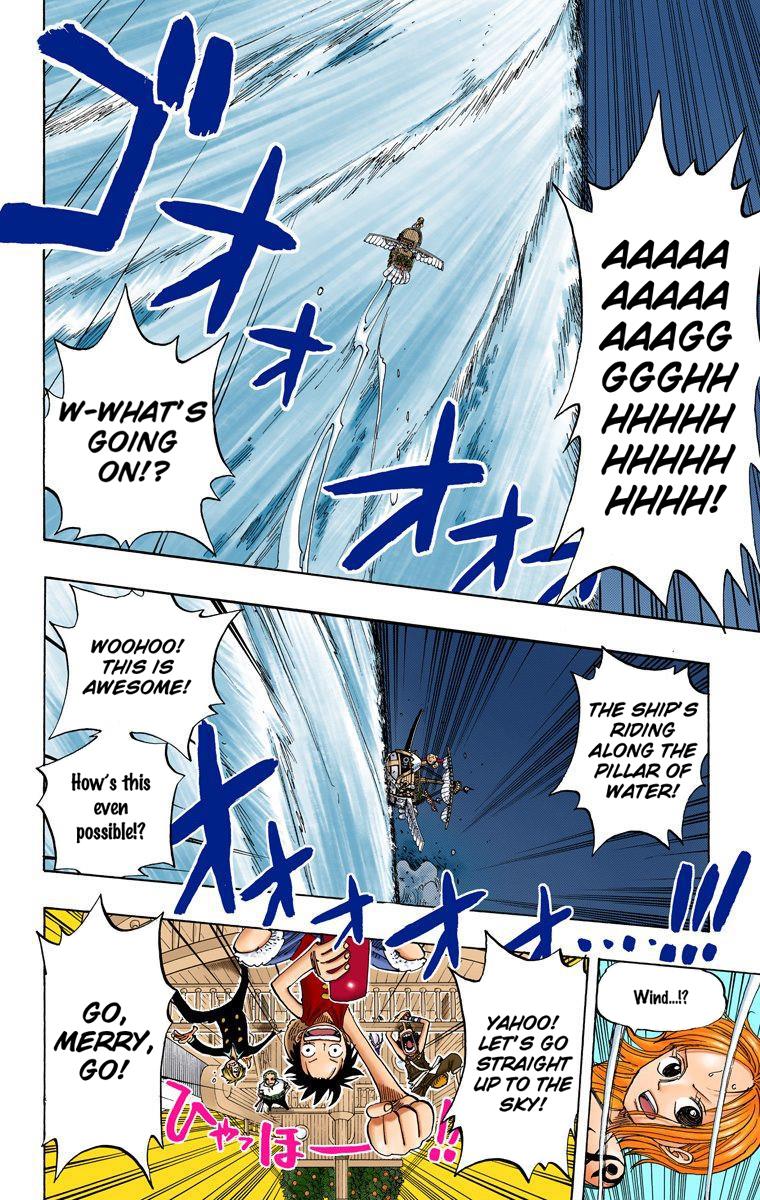 AAAAA
AAAAA
AAAGG
GGGHH
HHHHH
HHHHH
HHHH!
ゴオオオオオオオオオオ....!!!
W-WHAT'S
GOING
ON!?
THE SHIP'S
RIDING
ALONG THE
PILLAR OF
WATER!
WOOHOO!
THIS IS
AWESOME!
How's this
even
possible!?
Wind...!?
YAHOO!
LET'S GO
STRAIGHT
UP TO THE
SKY!
GO,
MERRY,
GO!
ひゃっほー!!